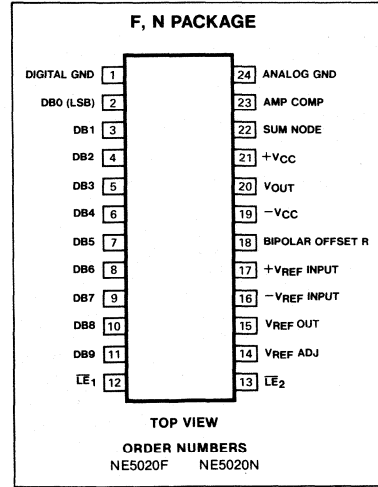 F, N PACKAGE
DIGITAL GND 1 24 ANALOG GND
DB0 (LSB) 2 23 AMP COMP
DB1 3 22 SUM NODE
DB2 4 21 +VCC
DB3 5 20 VOUT
DB4 6 19 −VCC
DB5 7 18 BIPOLAR OFFSET R
DB6 8 17 +VREF INPUT
DB7 9 16 −VREF INPUT
DB8 10 15 VREF OUT
DB9 11 14 VREF ADJ
L̅E̅1 12 13 L̅E̅2
TOP VIEW
ORDER NUMBERS
NE5020F NE5020N